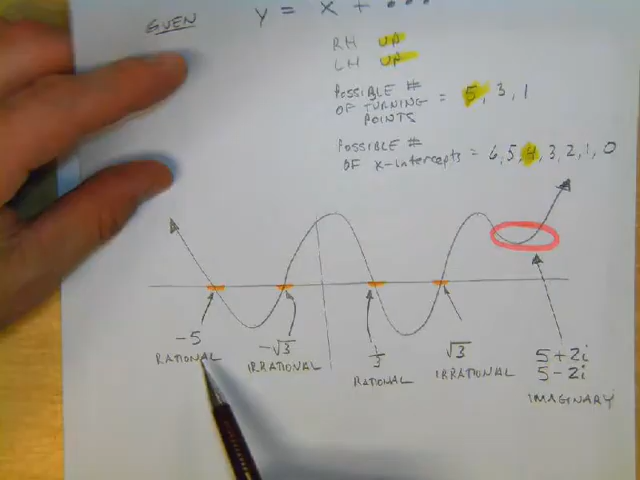 GIVEN y = x + ...
RH UP
LH UP
POSSIBLE #
OF TURNING = 5, 3, 1
POINTS
POSSIBLE #
OF x-INTERCEPTS = 6, 5, 4, 3, 2, 1, 0
-5
RATIONAL
-√3
IRRATIONAL
1/3
RATIONAL
√3
IRRATIONAL
5 + 2i
5 - 2i
IMAGINARY